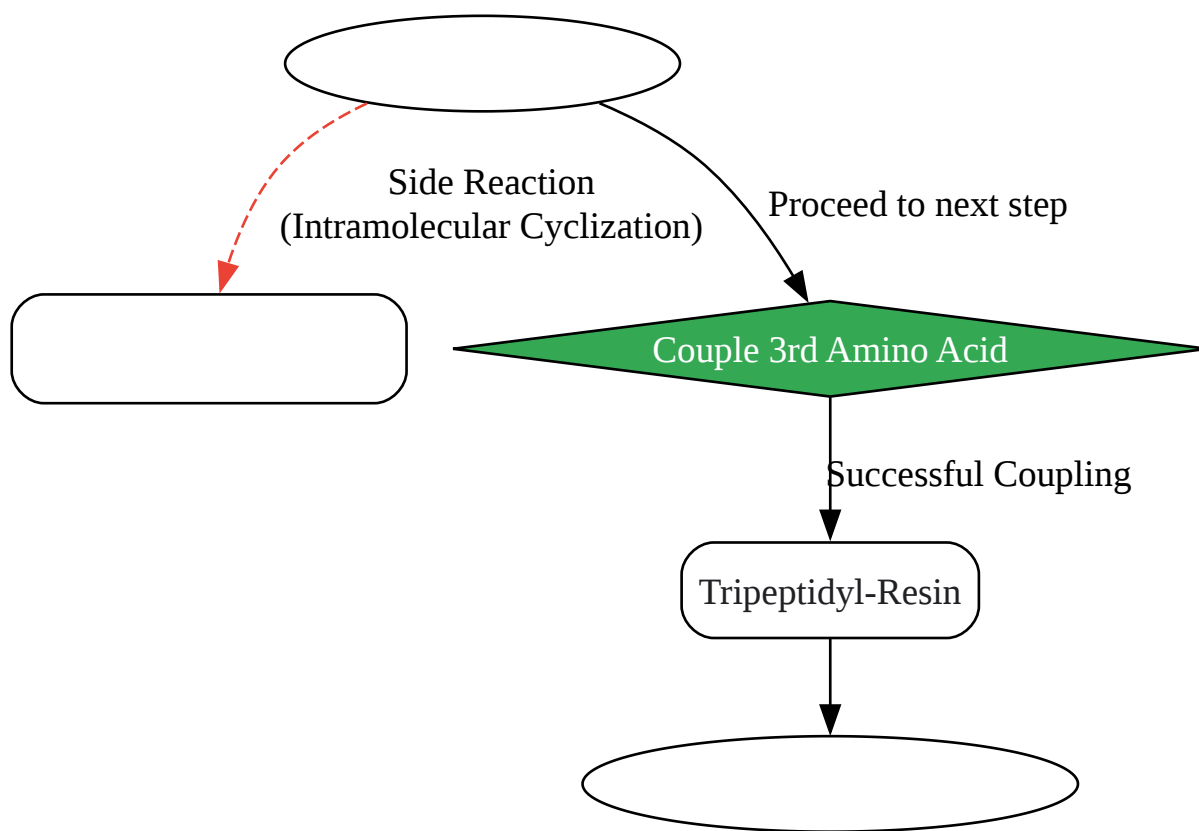 Side Reaction
(Intramolecular Cyclization)
Proceed to next step
Couple 3rd Amino Acid
Successful Coupling
Tripeptidyl-Resin